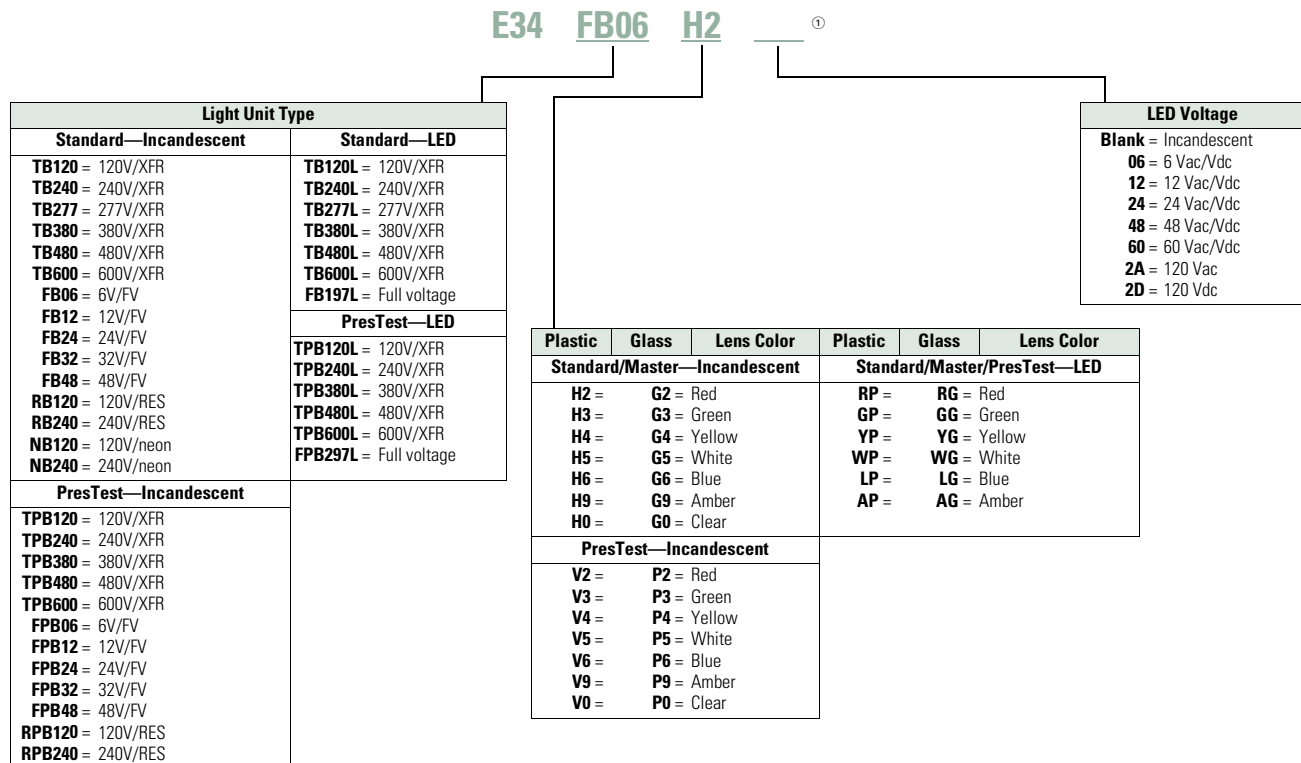 E34 FB06 H2 ___ ①
Light Unit Type
Standard—Incandescent
TB120 = 120V/XFR
TB240 = 240V/XFR
TB277 = 277V/XFR
TB380 = 380V/XFR
TB480 = 480V/XFR
TB600 = 600V/XFR
FB06 = 6V/FV
FB12 = 12V/FV
FB24 = 24V/FV
FB32 = 32V/FV
FB48 = 48V/FV
RB120 = 120V/RES
RB240 = 240V/RES
NB120 = 120V/neon
NB240 = 240V/neon
PresTest—Incandescent
TPB120 = 120V/XFR
TPB240 = 240V/XFR
TPB380 = 380V/XFR
TPB480 = 480V/XFR
TPB600 = 600V/XFR
FPB06 = 6V/FV
FPB12 = 12V/FV
FPB24 = 24V/FV
FPB32 = 32V/FV
FPB48 = 48V/FV
RPB120 = 120V/RES
RPB240 = 240V/RES
Standard—LED
TB120L = 120V/XFR
TB240L = 240V/XFR
TB277L = 277V/XFR
TB380L = 380V/XFR
TB480L = 480V/XFR
TB600L = 600V/XFR
FB197L = Full voltage
PresTest—LED
TPB120L = 120V/XFR
TPB240L = 240V/XFR
TPB380L = 380V/XFR
TPB480L = 480V/XFR
TPB600L = 600V/XFR
FPB297L = Full voltage
Plastic Glass Lens Color
Standard/Master—Incandescent
H2 = G2 = Red
H3 = G3 = Green
H4 = G4 = Yellow
H5 = G5 = White
H6 = G6 = Blue
H9 = G9 = Amber
H0 = G0 = Clear
PresTest—Incandescent
V2 = P2 = Red
V3 = P3 = Green
V4 = P4 = Yellow
V5 = P5 = White
V6 = P6 = Blue
V9 = P9 = Amber
V0 = P0 = Clear
Plastic Glass Lens Color
Standard/Master/PresTest—LED
RP = RG = Red
GP = GG = Green
YP = YG = Yellow
WP = WG = White
LP = LG = Blue
AP = AG = Amber
LED Voltage
Blank = Incandescent
06 = 6 Vac/Vdc
12 = 12 Vac/Vdc
24 = 24 Vac/Vdc
48 = 48 Vac/Vdc
60 = 60 Vac/Vdc
2A = 120 Vac
2D = 120 Vdc